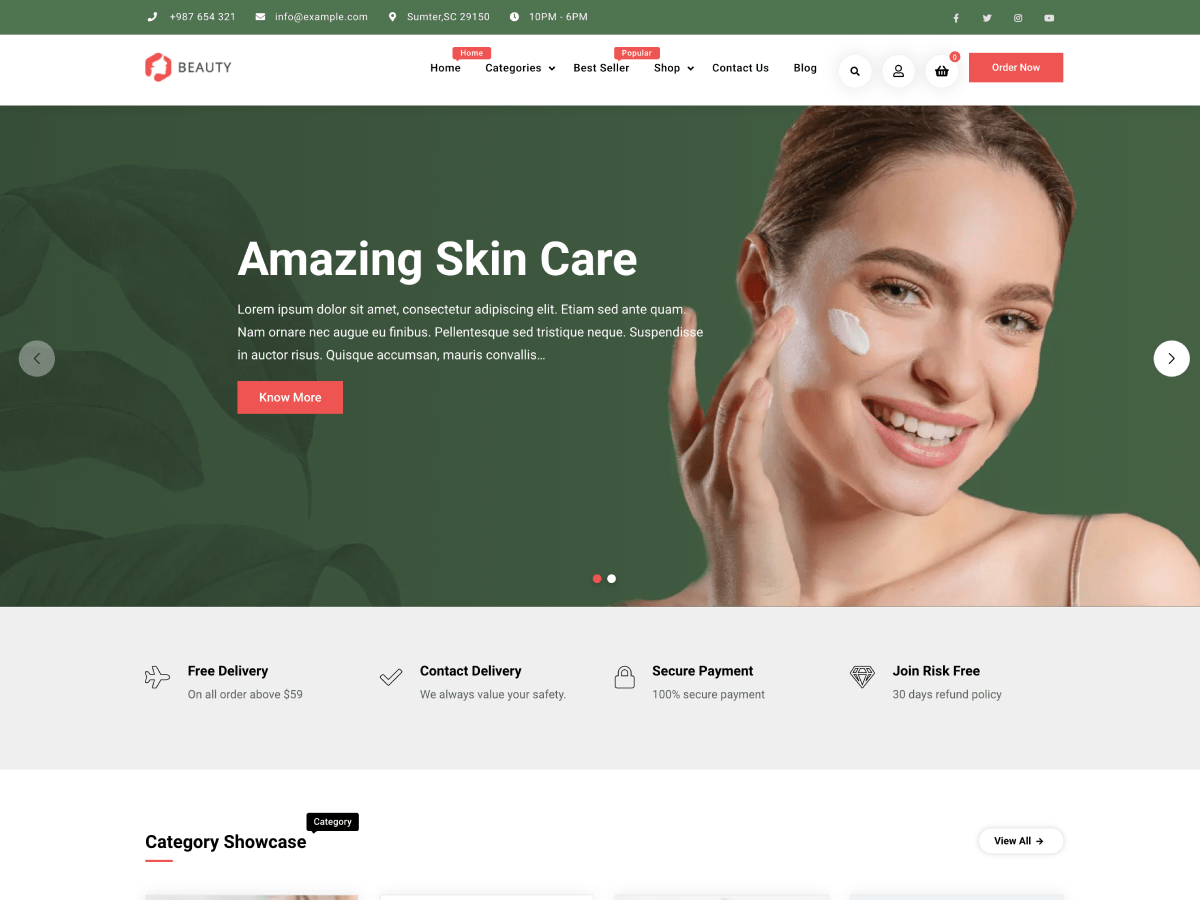 +987 654 321 info@example.com Sumter,SC 29150 10PM - 6PM
BEAUTY
Home
Popular
Home Categories Best Seller Shop Contact Us Blog
0
Order Now
Amazing Skin Care
Lorem ipsum dolor sit amet, consectetur adipiscing elit. Etiam sed ante quam.
Nam ornare nec augue eu finibus. Pellentesque sed tristique neque. Suspendisse
in auctor risus. Quisque accumsan, mauris convallis...
Know More
Free Delivery
On all order above $59
Contact Delivery
We always value your safety.
Secure Payment
100% secure payment
Join Risk Free
30 days refund policy
Category
Category Showcase
View All